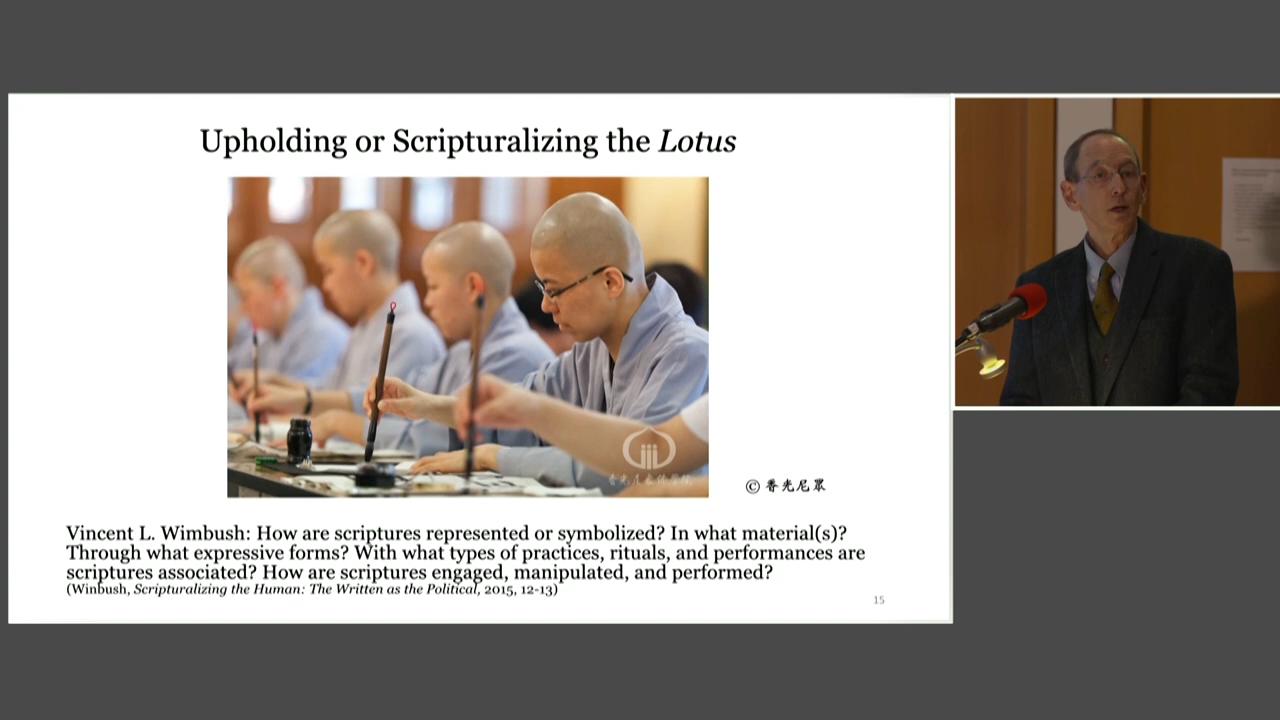 Upholding or Scripturalizing the Lotus
© 香光尼眾
Vincent L. Wimbush: How are scriptures represented or symbolized? In what material(s)?
Through what expressive forms? With what types of practices, rituals, and performances are
scriptures associated? How are scriptures engaged, manipulated, and performed?
(Winbush, Scripturalizing the Human: The Written as the Political, 2015, 12-13)
15